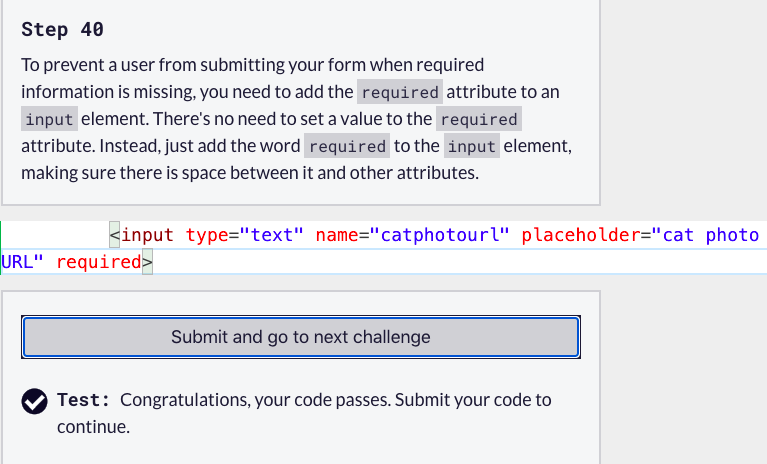 Step 40
To prevent a user from submitting your form when required
information is missing, you need to add the required attribute to an
input element. There's no need to set a value to the required
attribute. Instead, just add the word required to the input element,
making sure there is space between it and other attributes.
<input type="text" name="catphotourl" placeholder="cat photo
URL" required>
Submit and go to next challenge
Test: Congratulations, your code passes. Submit your code to
continue.